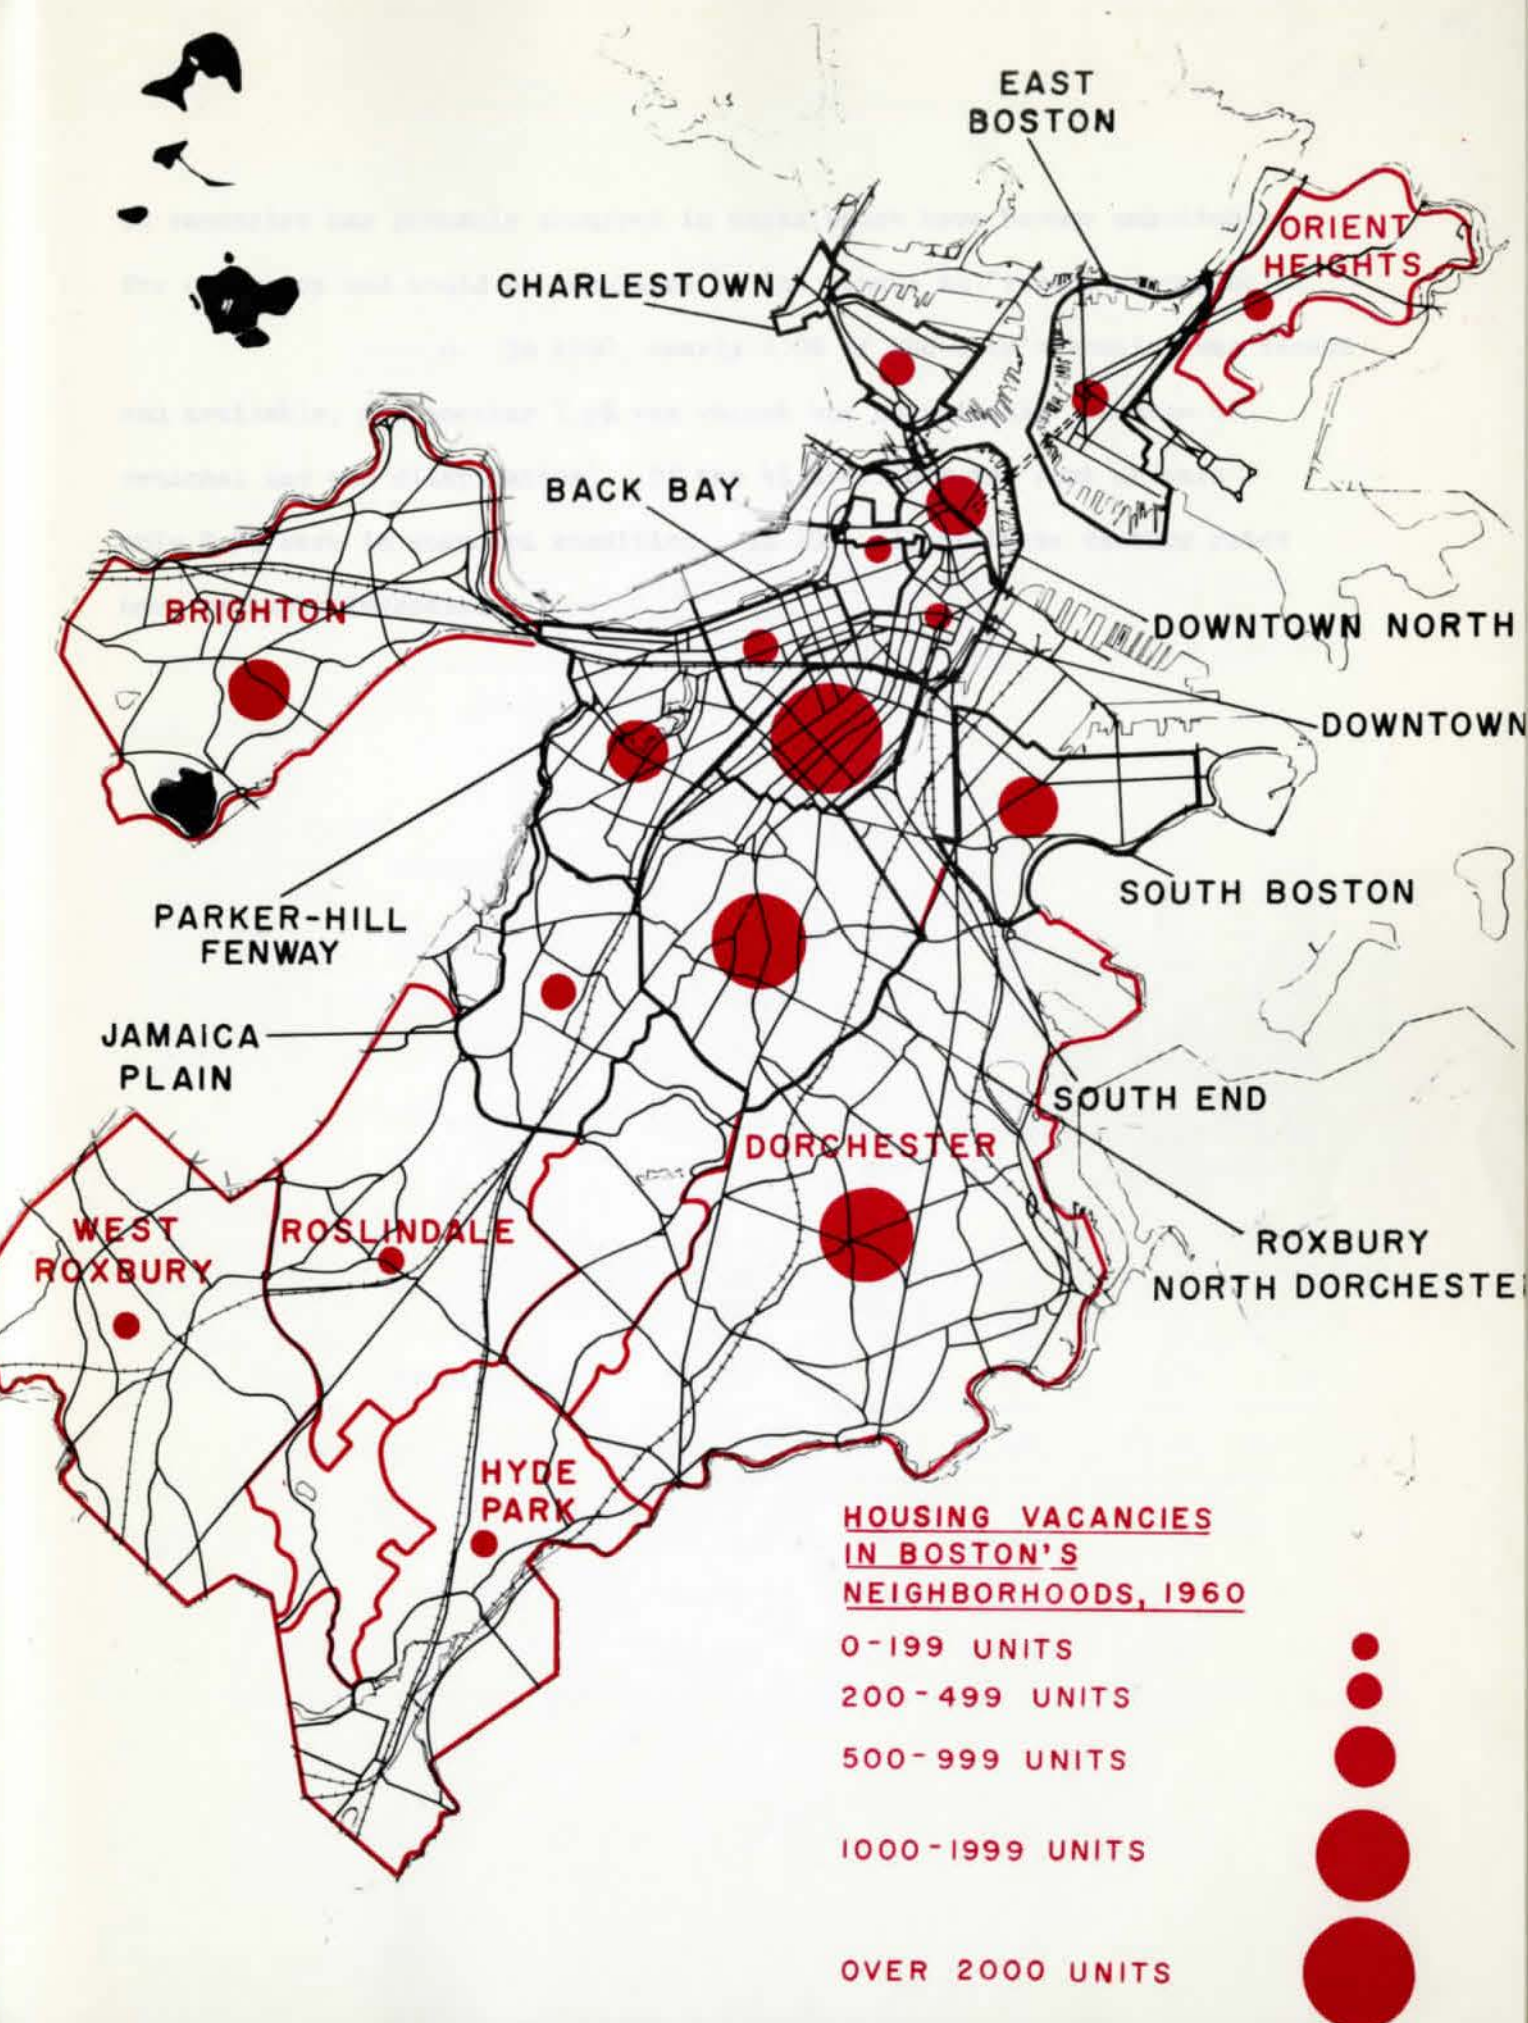 EAST
BOSTON
ORIENT
HEIGHTS
CHARLESTOWN
BACK BAY
BRIGHTON
DOWNTOWN NORTH
DOWNTOWN
SOUTH BOSTON
PARKER-HILL
FENWAY
JAMAICA
PLAIN
SOUTH END
DORCHESTER
WEST
ROXBURY
ROSLINDALE
ROXBURY
NORTH DORCHESTE
HYDE
PARK
HOUSING VACANCIES
IN BOSTON'S
NEIGHBORHOODS, 1960
0-199 UNITS
200-499 UNITS
500-999 UNITS
1000-1999 UNITS
OVER 2000 UNITS